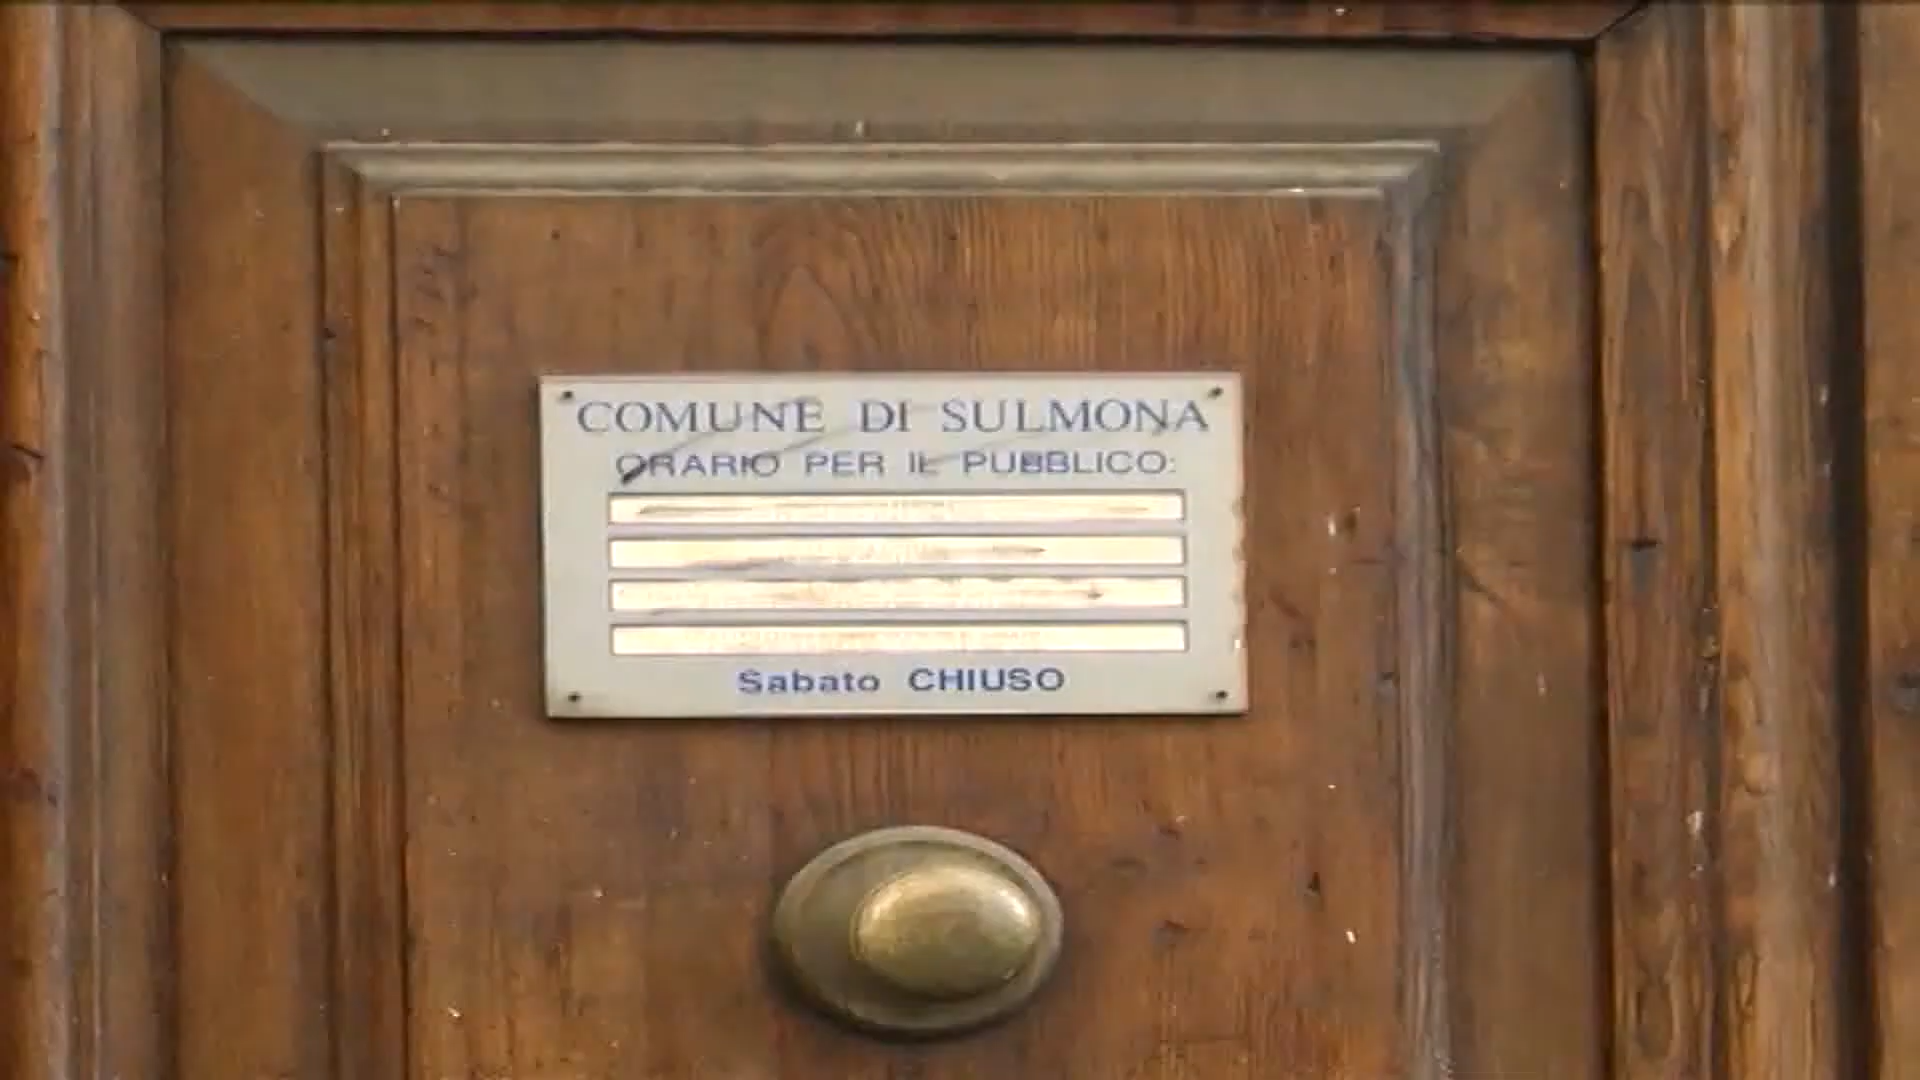 COMUNE DI SULMONA
ORARIO PER IL PUBBLICO:
Sabato CHIUSO